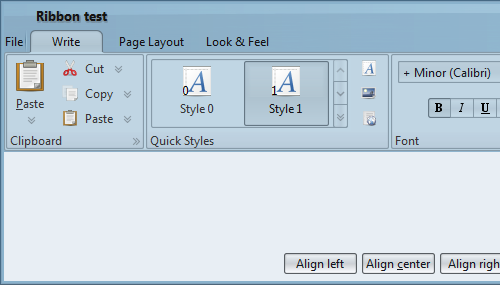 Ribbon test
File Write Page Layout Look & Feel
Paste
Cut
Copy
Paste
Clipboard
0 A
Style 0
1 A
Style 1
A
Quick Styles
+ Minor (Calibri)
B I U
Font
Align left Align center Align righ